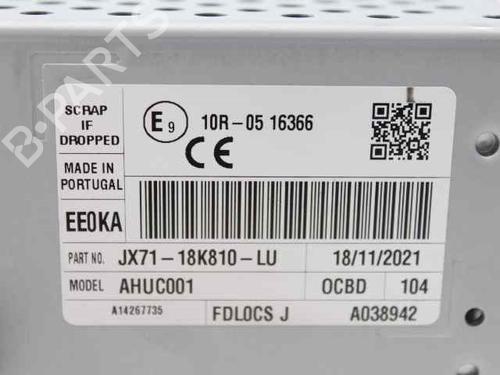 SCRAP
IF
DROPPED
E9 10R-05 16366
CE
MADE IN
PORTUGAL
EE0KA
PART NO. JX71-18K810-LU 18/11/2021
MODEL AHUC001 OCBD 104
A14267735 FDL0CS J A038942
B-PARTS